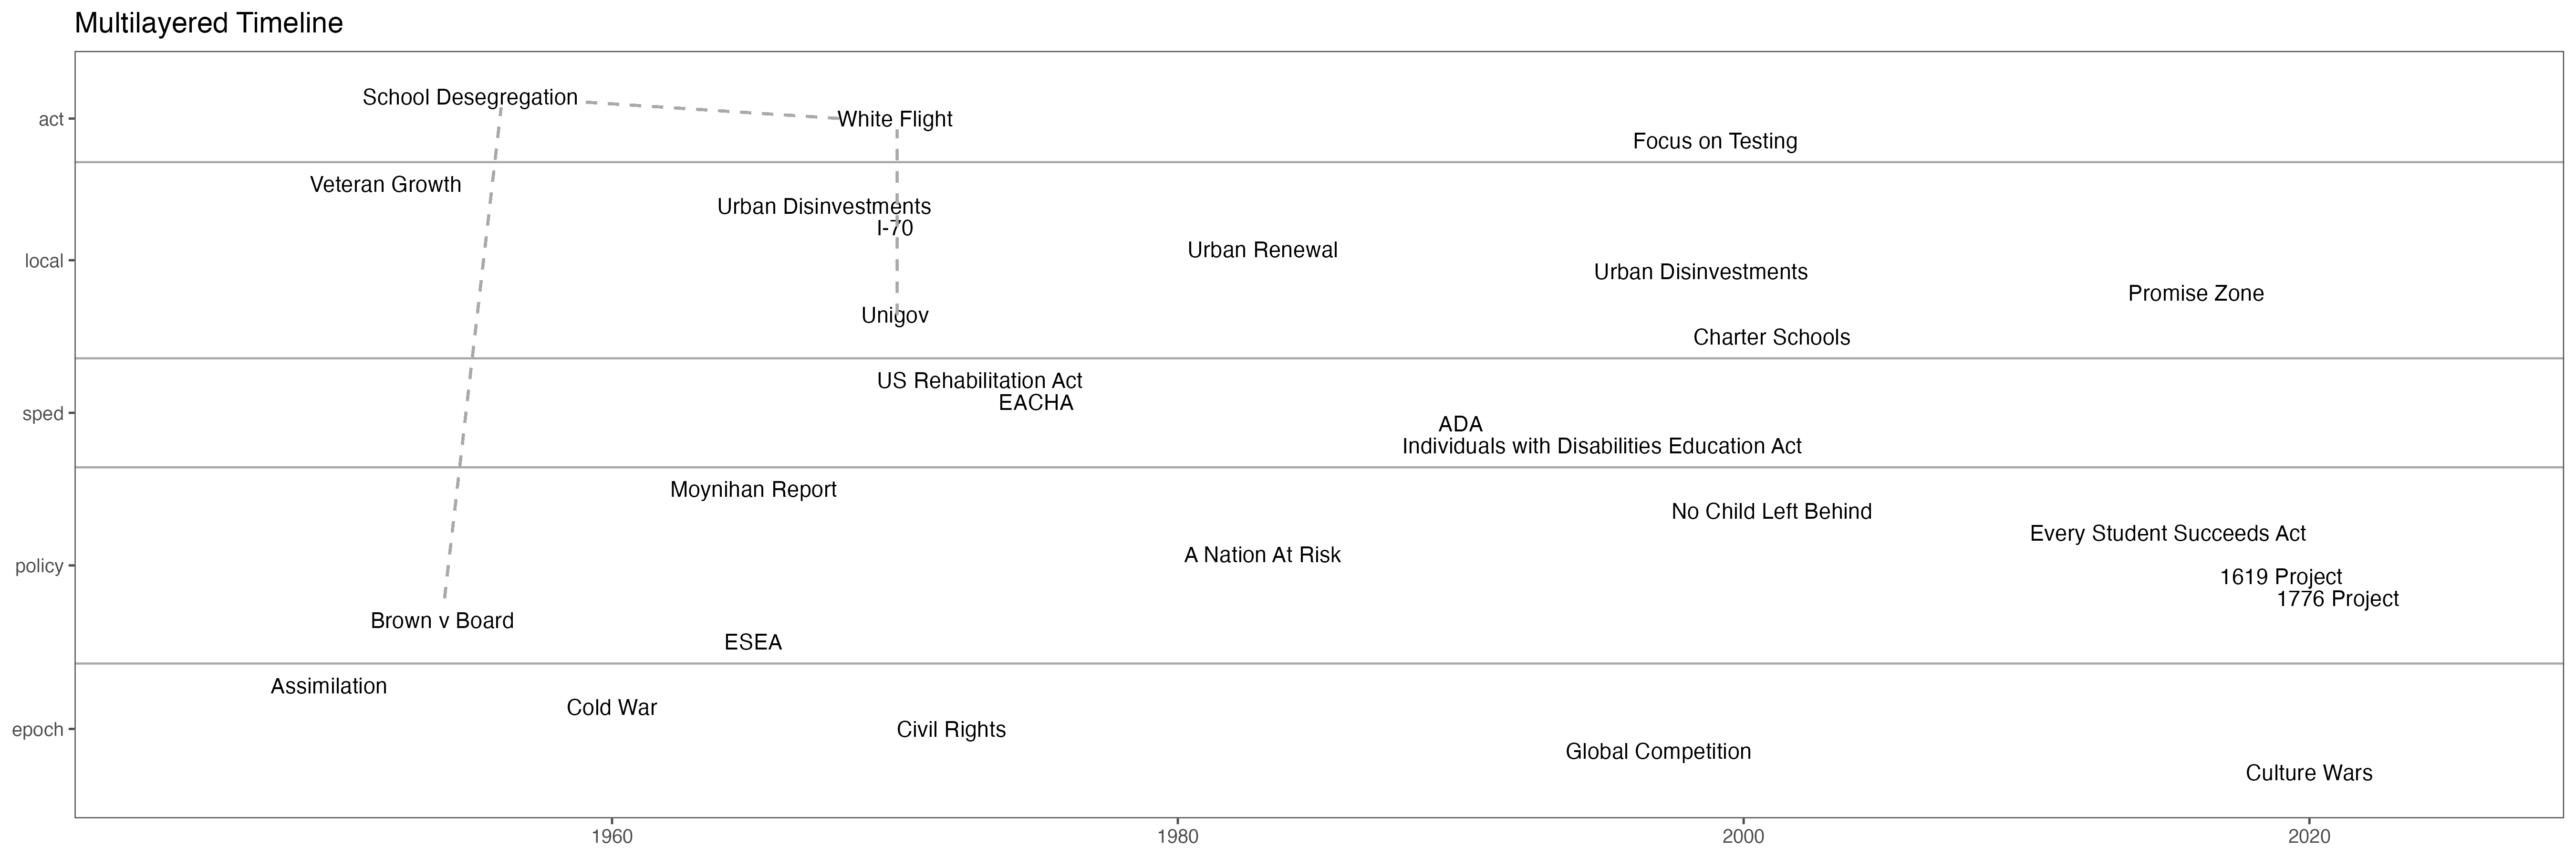 Multilayered Timeline
School Desegregation
act
White Flight
Focus on Testing
Veteran Growth
Urban Disinvestments
I-70
Urban Renewal
local
Urban Disinvestments
Promise Zone
Unigov
Charter Schools
US Rehabilitation Act
EACHA
sped
ADA
Individuals with Disabilities Education Act
Moynihan Report
No Child Left Behind
Every Student Succeeds Act
A Nation At Risk
policy
1619 Project
1776 Project
Brown v Board
ESEA
Assimilation
Cold War
epoch
Civil Rights
Global Competition
Culture Wars
1960
1980
2000
2020